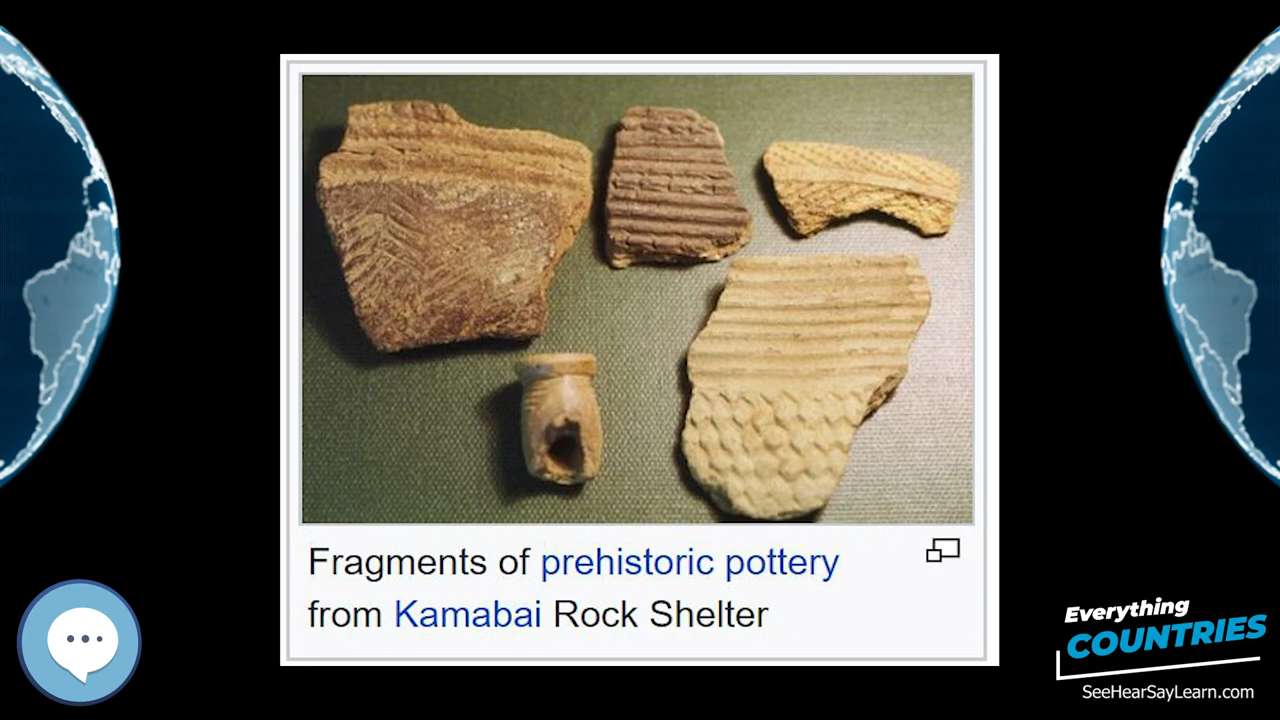 Fragments of prehistoric pottery
from Kamabai Rock Shelter
Everything
COUNTRIES
SeeHearSayLearn.com